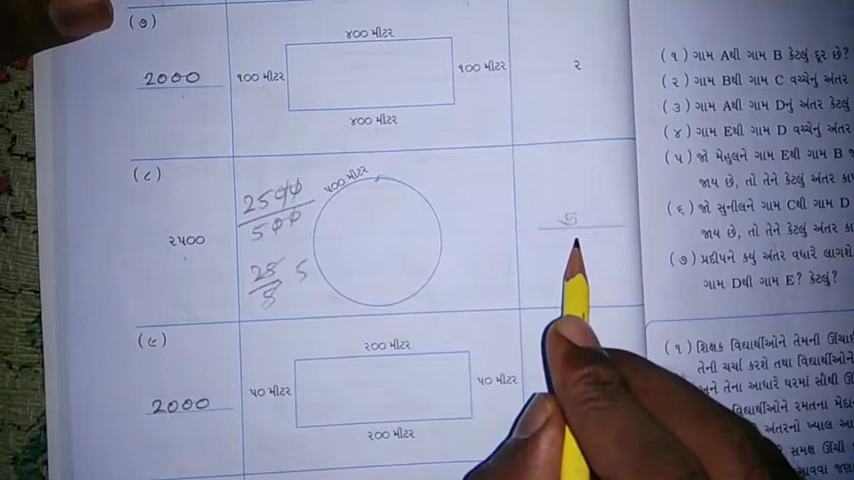 (૭)
2000
૪૦૦ મીટર
૧૦૦ મીટર
૧૦૦ મીટર
૪૦૦ મીટર
૨
(૮)
૨૫૦૦
2500
500
25 5
5
૫૦૦ મીટર
5
(૯)
2000
૨૦૦ મીટર
૫૦ મીટર
૫૦ મીટર
૨૦૦ મીટર
(૧) ગામ Aથી ગામ B કેટલું દૂર છે?
(૨) ગામ Bથી ગામ C વચ્ચેનું અંતર
(૩) ગામ Aથી ગામ Dનું અંતર કેટલું
(૪) ગામ Eથી ગામ D વચ્ચેનું અંતર
(૫) જો મેહુલને ગામ Eથી ગામ B
જાય છે, તો તેને કેટલું અંતર
(૬) જો સુનીલને ગામ Cથી ગામ D
જાય છે, તો તેને કેટલું અંતર
(૭) પ્રદીપને કયું અંતર વધારે લાગશે
ગામ Dથી ગામ E? કેટલું?
(૧) શિક્ષક વિદ્યાર્થીઓને તેમની ઊંચાઈ
તેની ચર્ચા કરશે તથા વિદ્યાર્થીઓ
અને તેના આધારે ઘરમાં સૌથી
વિદ્યાર્થીઓને રમતના મેદા
અંતરનો ખ્યાલ
સમક્ષ ઊંચી